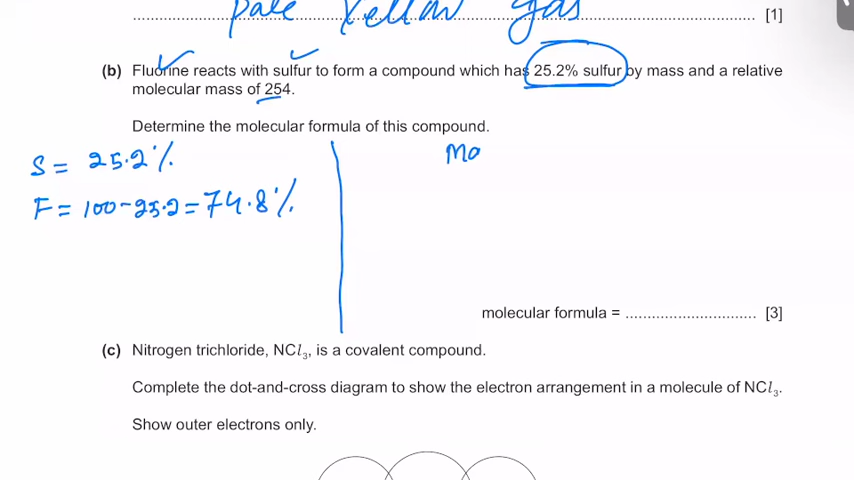 pale yellow gas
[1]
(b) Fluorine reacts with sulfur to form a compound which has 25.2% sulfur by mass and a relative
molecular mass of 254.
Determine the molecular formula of this compound.
S = 25.2%
F = 100-25.2 = 74.8%
Mo
molecular formula = .............................. [3]
(c) Nitrogen trichloride, NCl₃, is a covalent compound.
Complete the dot-and-cross diagram to show the electron arrangement in a molecule of NCl₃.
Show outer electrons only.